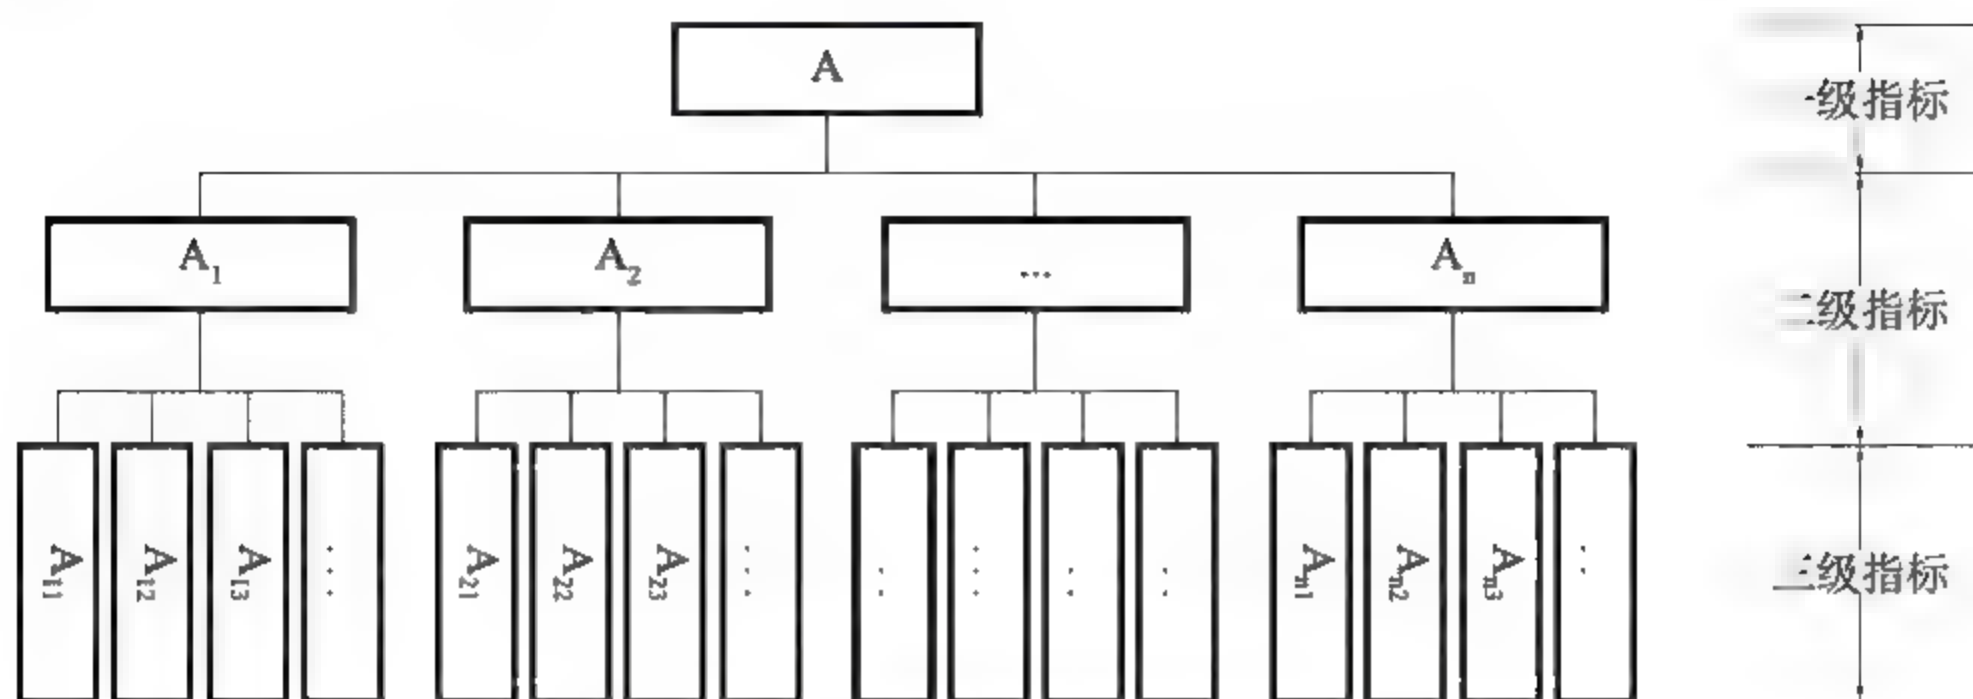 A
一级指标
A₁ A₂ … Aₙ
二级指标
A₁₁ A₁₂ A₁₃ … A₂₁ A₂₂ A₂₃ … … … … … Aₙ₁ Aₙ₂ Aₙ₃ …
三级指标